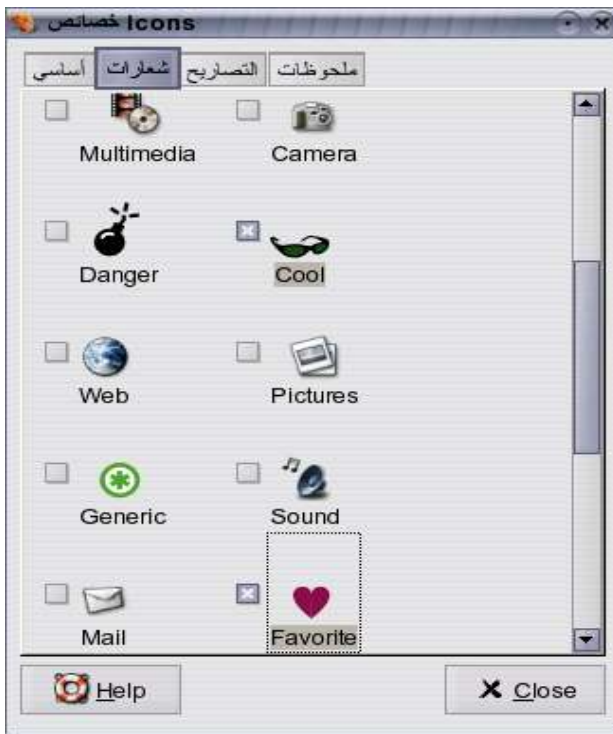 خصائص Icons
أساسي شعارات التصاريح ملحوظات
Multimedia Camera
Danger Cool
Web Pictures
Generic Sound
Mail Favorite
Help Close